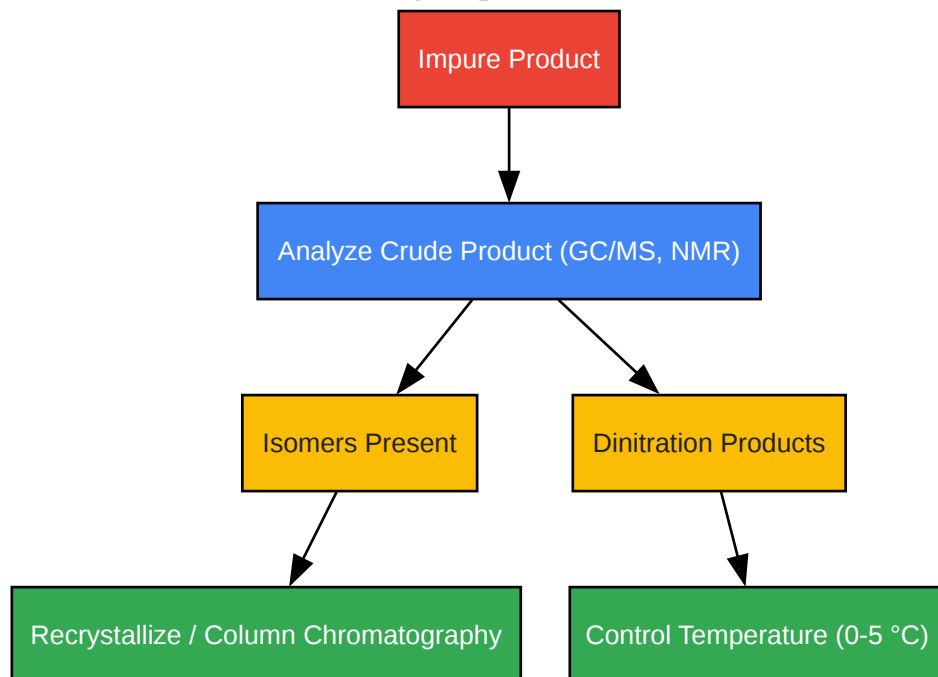 Impure Product
Analyze Crude Product (GC/MS, NMR)
Isomers Present
Dinitration Products
Recrystallize / Column Chromatography
Control Temperature (0-5 °C)